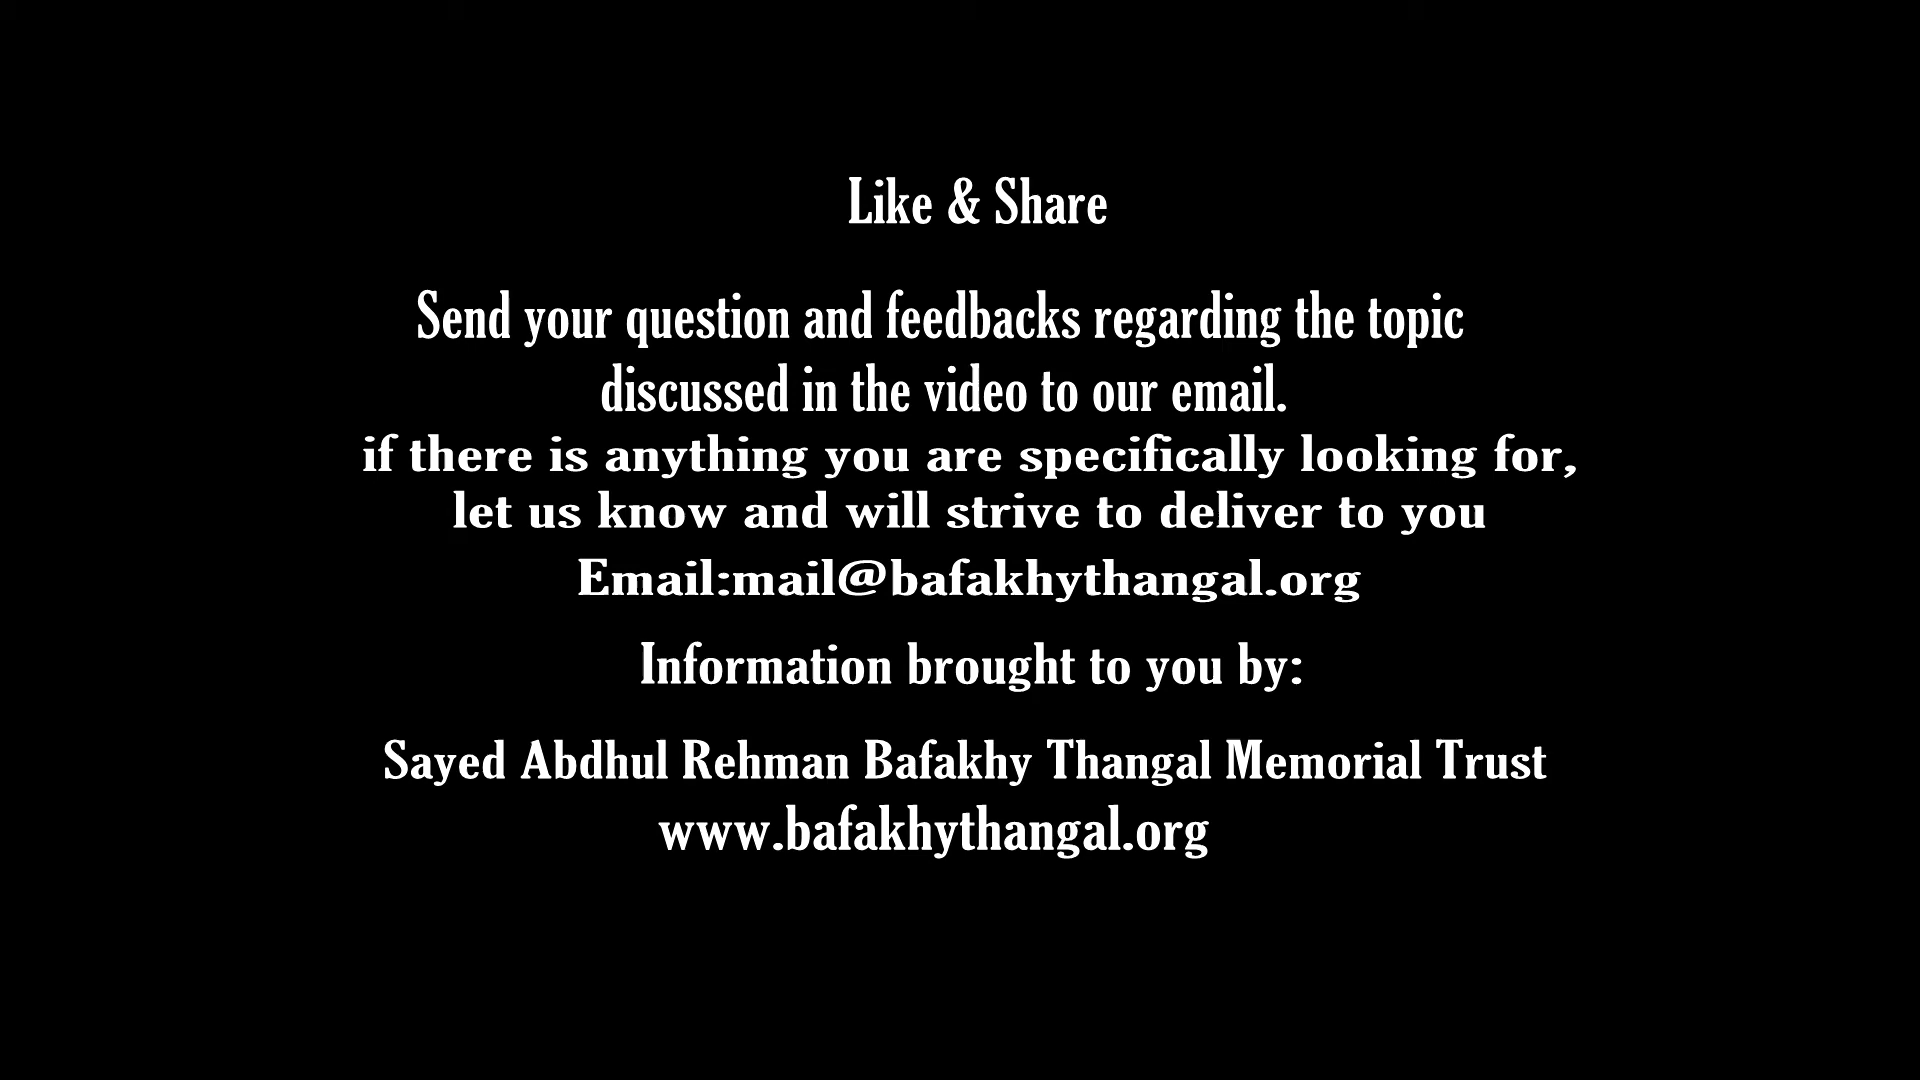 Like & Share
Send your question and feedbacks regarding the topic
discussed in the video to our email.
if there is anything you are specifically looking for,
let us know and will strive to deliver to you
Email:mail@bafakhythangal.org
Information brought to you by:
Sayed Abdhul Rehman Bafakhy Thangal Memorial Trust
www.bafakhythangal.org